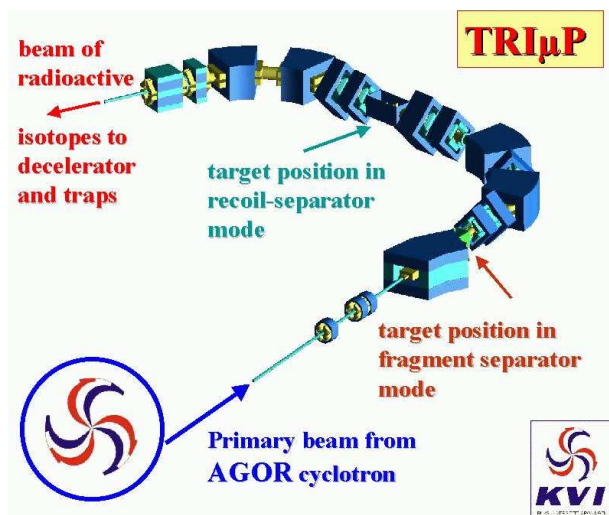 TRIμP
beam of
radioactive
isotopes to
decelerator
and traps
target position in
recoil-separator
mode
target position in
fragment separator
mode
Primary beam from
AGOR cyclotron
KVI